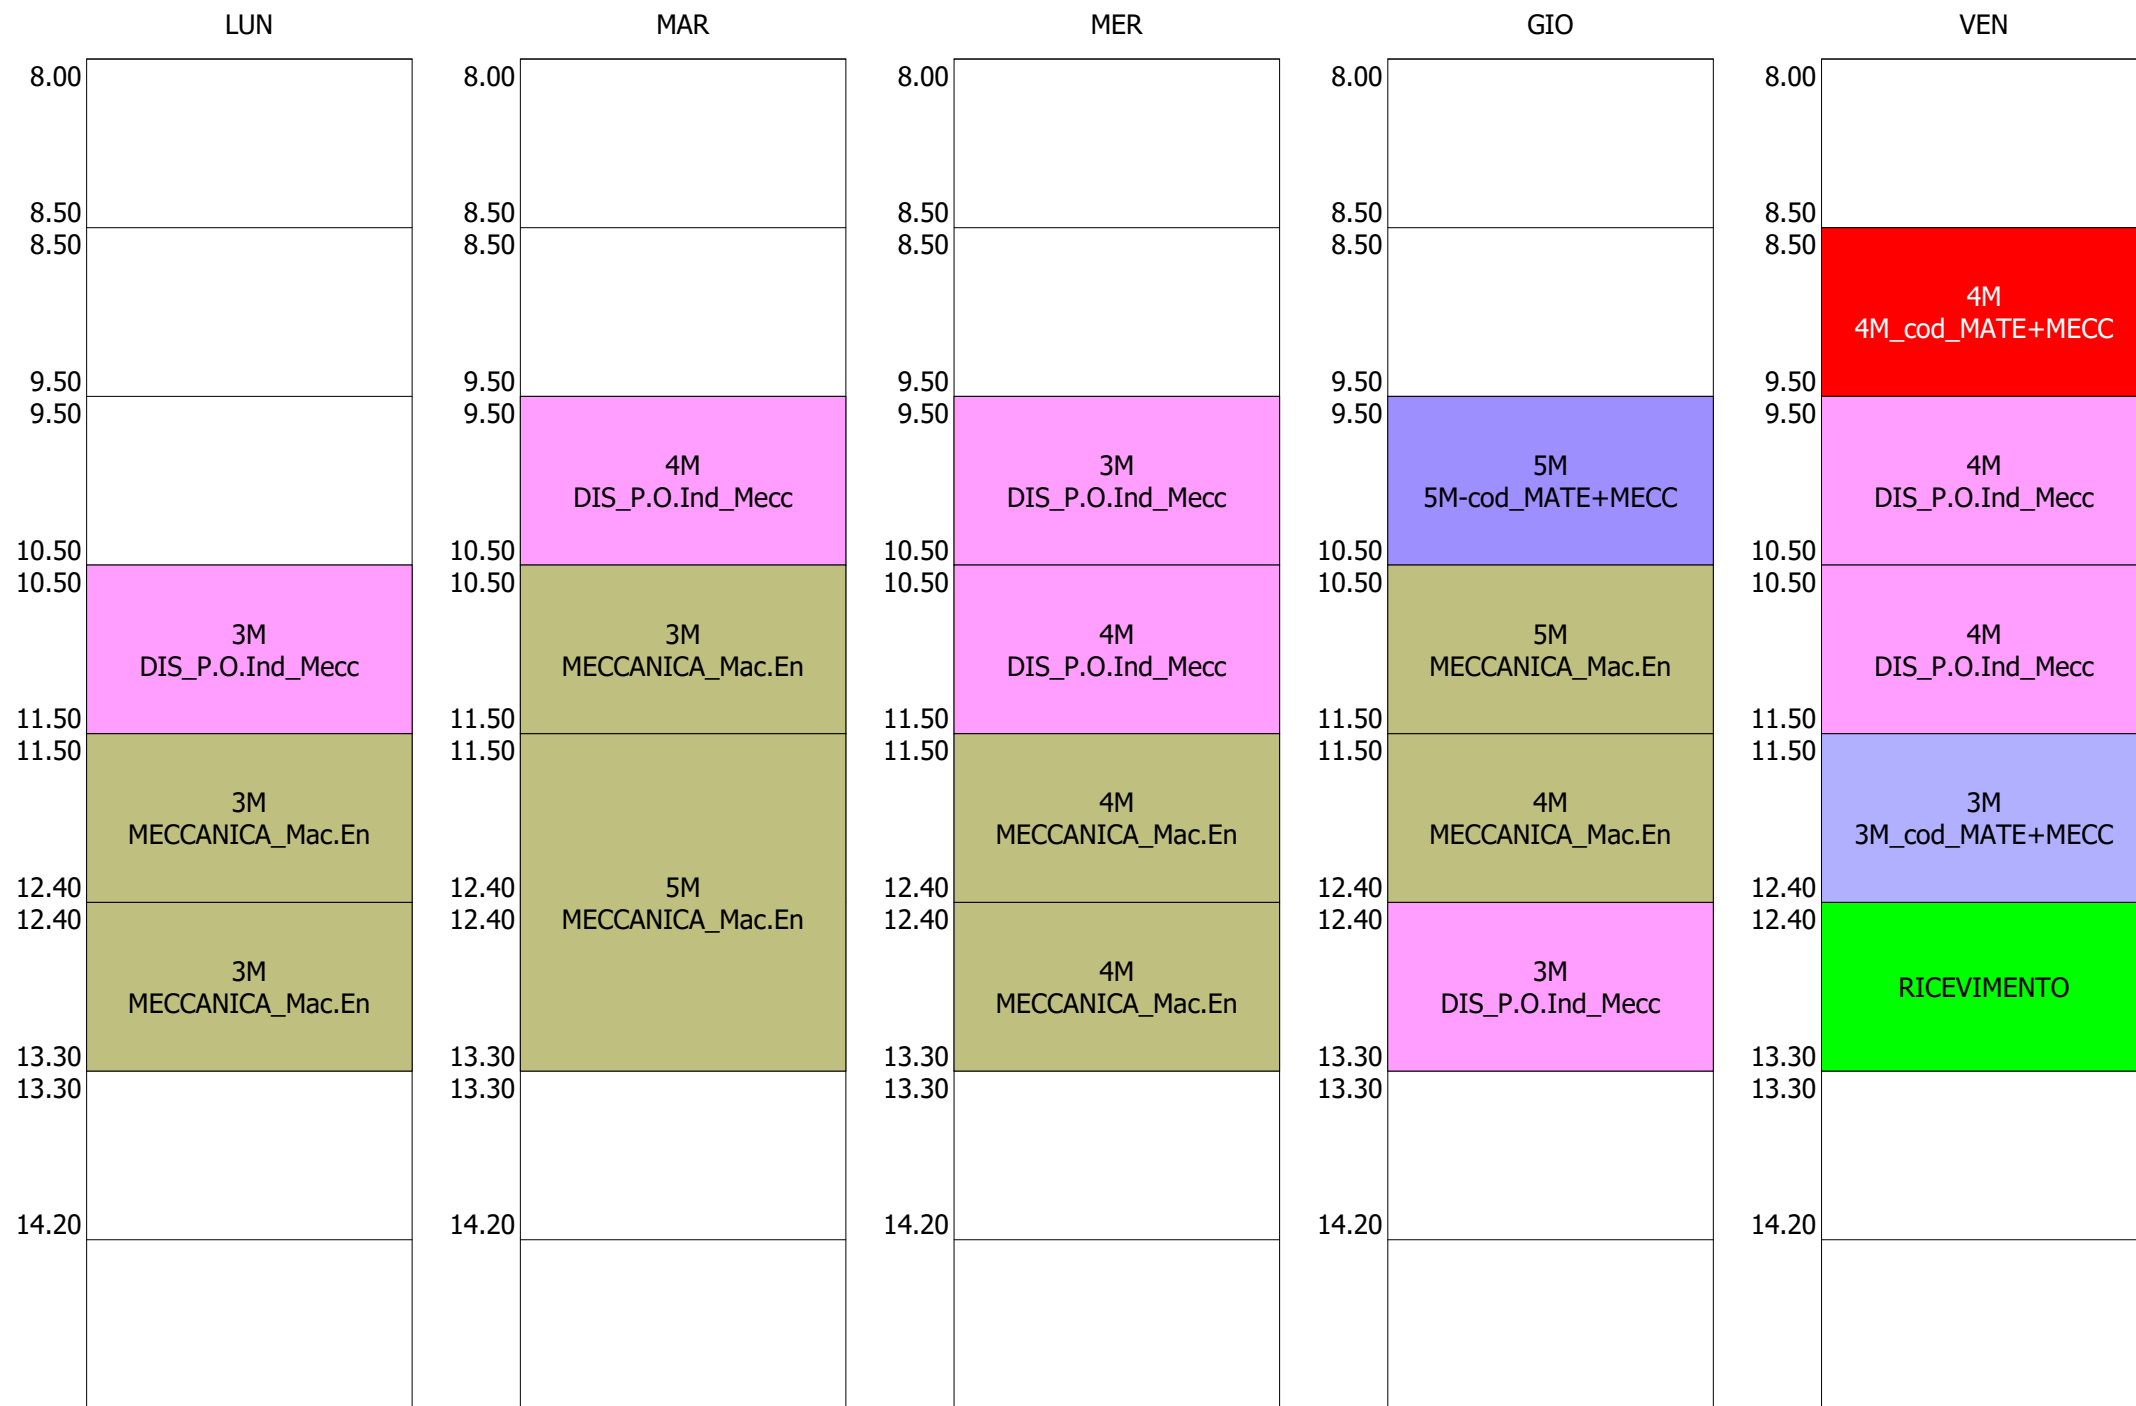 LUN
8.00
8.50
8.50
9.50
9.50
10.50
10.50
3M
DIS_P.O.Ind_Mecc
11.50
11.50
3M
MECCANICA_Mac.En
12.40
12.40
3M
MECCANICA_Mac.En
13.30
13.30
14.20
MAR
8.00
8.50
8.50
9.50
9.50
4M
DIS_P.O.Ind_Mecc
10.50
10.50
3M
MECCANICA_Mac.En
11.50
11.50
12.40
5M
12.40
MECCANICA_Mac.En
13.30
13.30
14.20
MER
8.00
8.50
8.50
9.50
9.50
3M
DIS_P.O.Ind_Mecc
10.50
10.50
4M
DIS_P.O.Ind_Mecc
11.50
11.50
4M
MECCANICA_Mac.En
12.40
12.40
4M
MECCANICA_Mac.En
13.30
13.30
14.20
GIO
8.00
8.50
8.50
9.50
9.50
5M
5M-cod_MATE+MECC
10.50
10.50
5M
MECCANICA_Mac.En
11.50
11.50
4M
MECCANICA_Mac.En
12.40
12.40
3M
DIS_P.O.Ind_Mecc
13.30
13.30
14.20
VEN
8.00
8.50
8.50
4M
4M_cod_MATE+MECC
9.50
9.50
4M
DIS_P.O.Ind_Mecc
10.50
10.50
4M
DIS_P.O.Ind_Mecc
11.50
11.50
3M
3M_cod_MATE+MECC
12.40
12.40
RICEVIMENTO
13.30
13.30
14.20